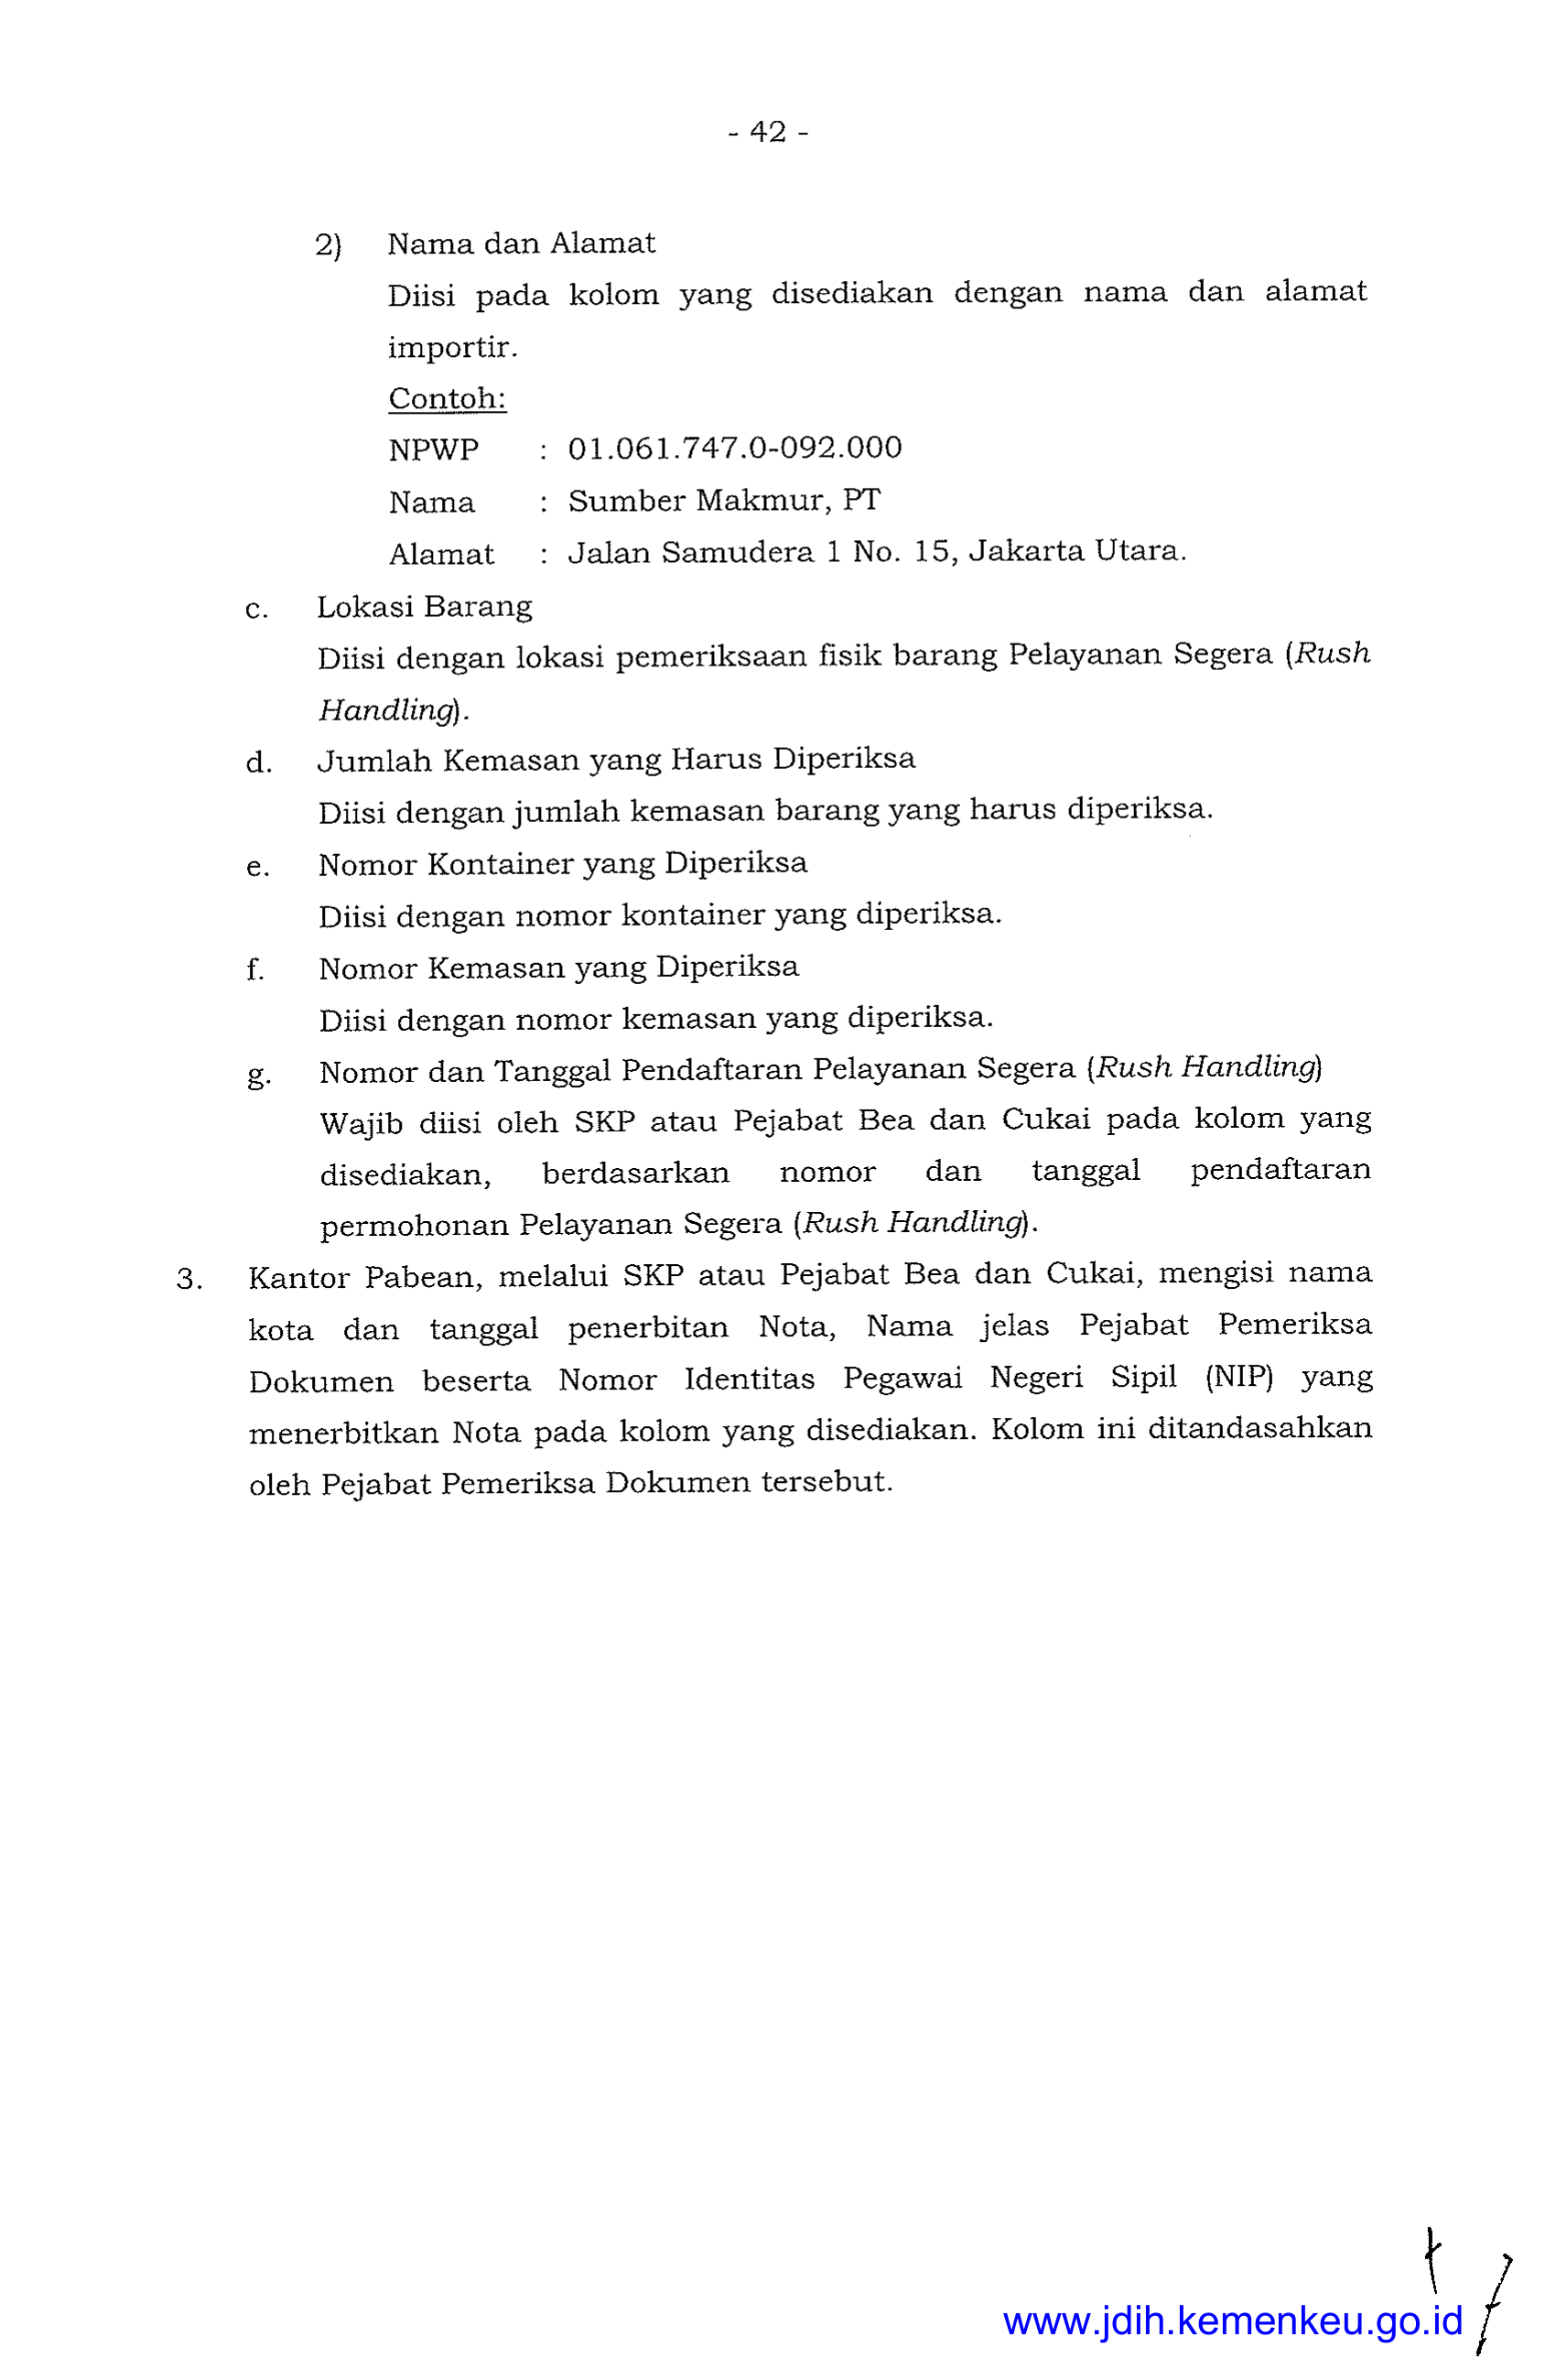 - 42 -
2) Nama dan Alamat
Diisi pada kolom yang disediakan dengan nama dan alamat
importir.
Contoh:
NPWP : 01.061.747.0-092.000
Nama : Sumber Makmur, PT
Alamat : Jalan Samudera 1 No. 15, Jakarta Utara.
c. Lokasi Barang
Diisi dengan lokasi pemeriksaan fisik barang Pelayanan Segera (Rush
Handling).
d. Jumlah Kemasan yang Harus Diperiksa
Diisi dengan jumlah kemasan barang yang harus diperiksa.
e. Nomor Kontainer yang Diperiksa
Diisi dengan nomor kontainer yang diperiksa.
f. Nomor Kemasan yang Diperiksa
Diisi dengan nomor kemasan yang diperiksa.
g. Nomor dan Tanggal Pendaftaran Pelayanan Segera (Rush Handling)
Wajib diisi oleh SKP atau Pejabat Bea dan Cukai pada kolom yang
disediakan, berdasarkan nomor dan tanggal pendaftaran
permohonan Pelayanan Segera (Rush Handling).
3. Kantor Pabean, melalui SKP atau Pejabat Bea dan Cukai, mengisi nama
kota dan tanggal penerbitan Nota, Nama jelas Pejabat Pemeriksa
Dokumen beserta Nomor Identitas Pegawai Negeri Sipil (NIP) yang
menerbitkan Nota pada kolom yang disediakan. Kolom ini ditandasahkan
oleh Pejabat Pemeriksa Dokumen tersebut.
www.jdih.kemenkeu.go.id